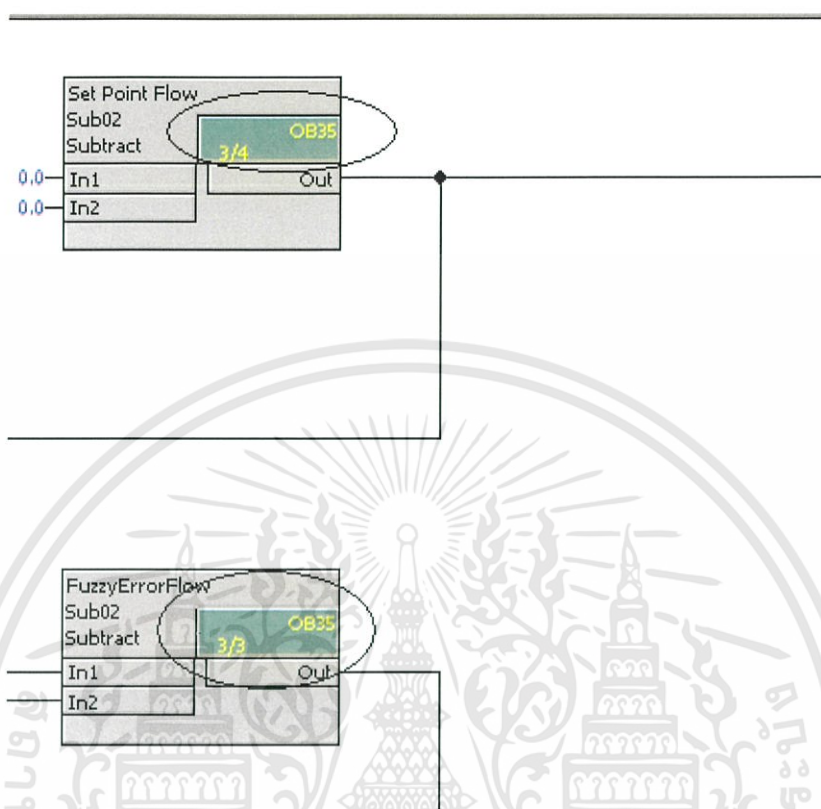 Set Point Flow
Sub02
Subtract
OB35
3/4
0.0
In1
Out
0.0
In2
FuzzyErrorFlow
Sub02
Subtract
OB35
3/3
In1
Out
In2